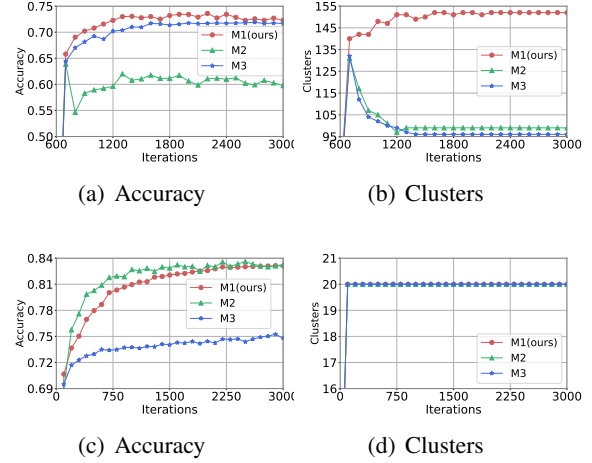 0.75
0.70
0.65
0.60
0.55
0.50
Accuracy
M1(ours)
M2
M3
600 1200 1800 2400 3000
Iterations
(a) Accuracy
155
145
135
125
115
105
95
Clusters
M1(ours)
M2
M3
600 1200 1800 2400 3000
Iterations
(b) Clusters
0.84
0.81
0.78
0.75
0.72
0.69
Accuracy
M1(ours)
M2
M3
0 750 1500 2250 3000
Iterations
(c) Accuracy
21
20
19
18
17
16
Clusters
M1(ours)
M2
M3
0 750 1500 2250 3000
Iterations
(d) Clusters